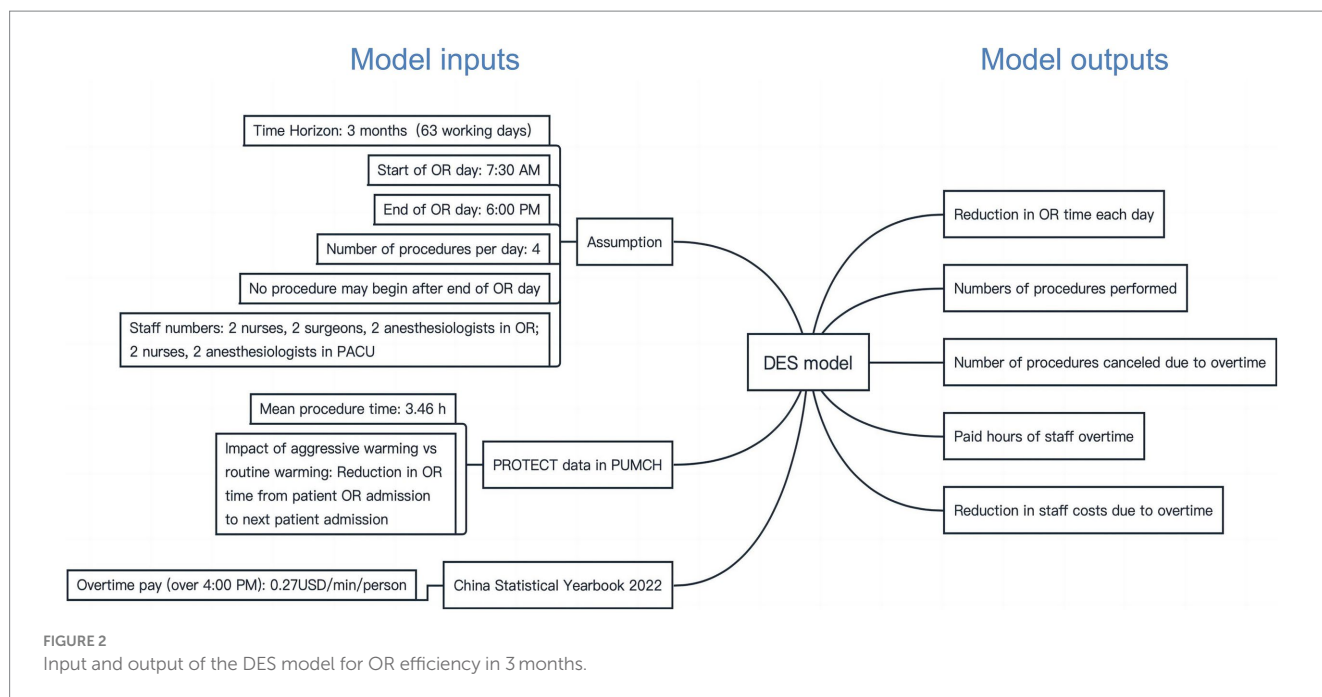 Model inputs
Model outputs
Time Horizon: 3 months (63 working days)
Start of OR day: 7:30 AM
End of OR day: 6:00 PM
Number of procedures per day: 4
No procedure may begin after end of OR day
Staff numbers: 2 nurses, 2 surgeons, 2 anesthesiologists in OR;
2 nurses, 2 anesthesiologists in PACU
Assumption
Mean procedure time: 3.46 h
Impact of aggressive warming vs
routine warming: Reduction in OR
time from patient OR admission
to next patient admission
PROTECT data in PUMCH
Overtime pay (over 4:00 PM): 0.27USD/min/person
China Statistical Yearbook 2022
DES model
Reduction in OR time each day
Numbers of procedures performed
Number of procedures canceled due to overtime
Paid hours of staff overtime
Reduction in staff costs due to overtime
FIGURE 2
Input and output of the DES model for OR efficiency in 3 months.